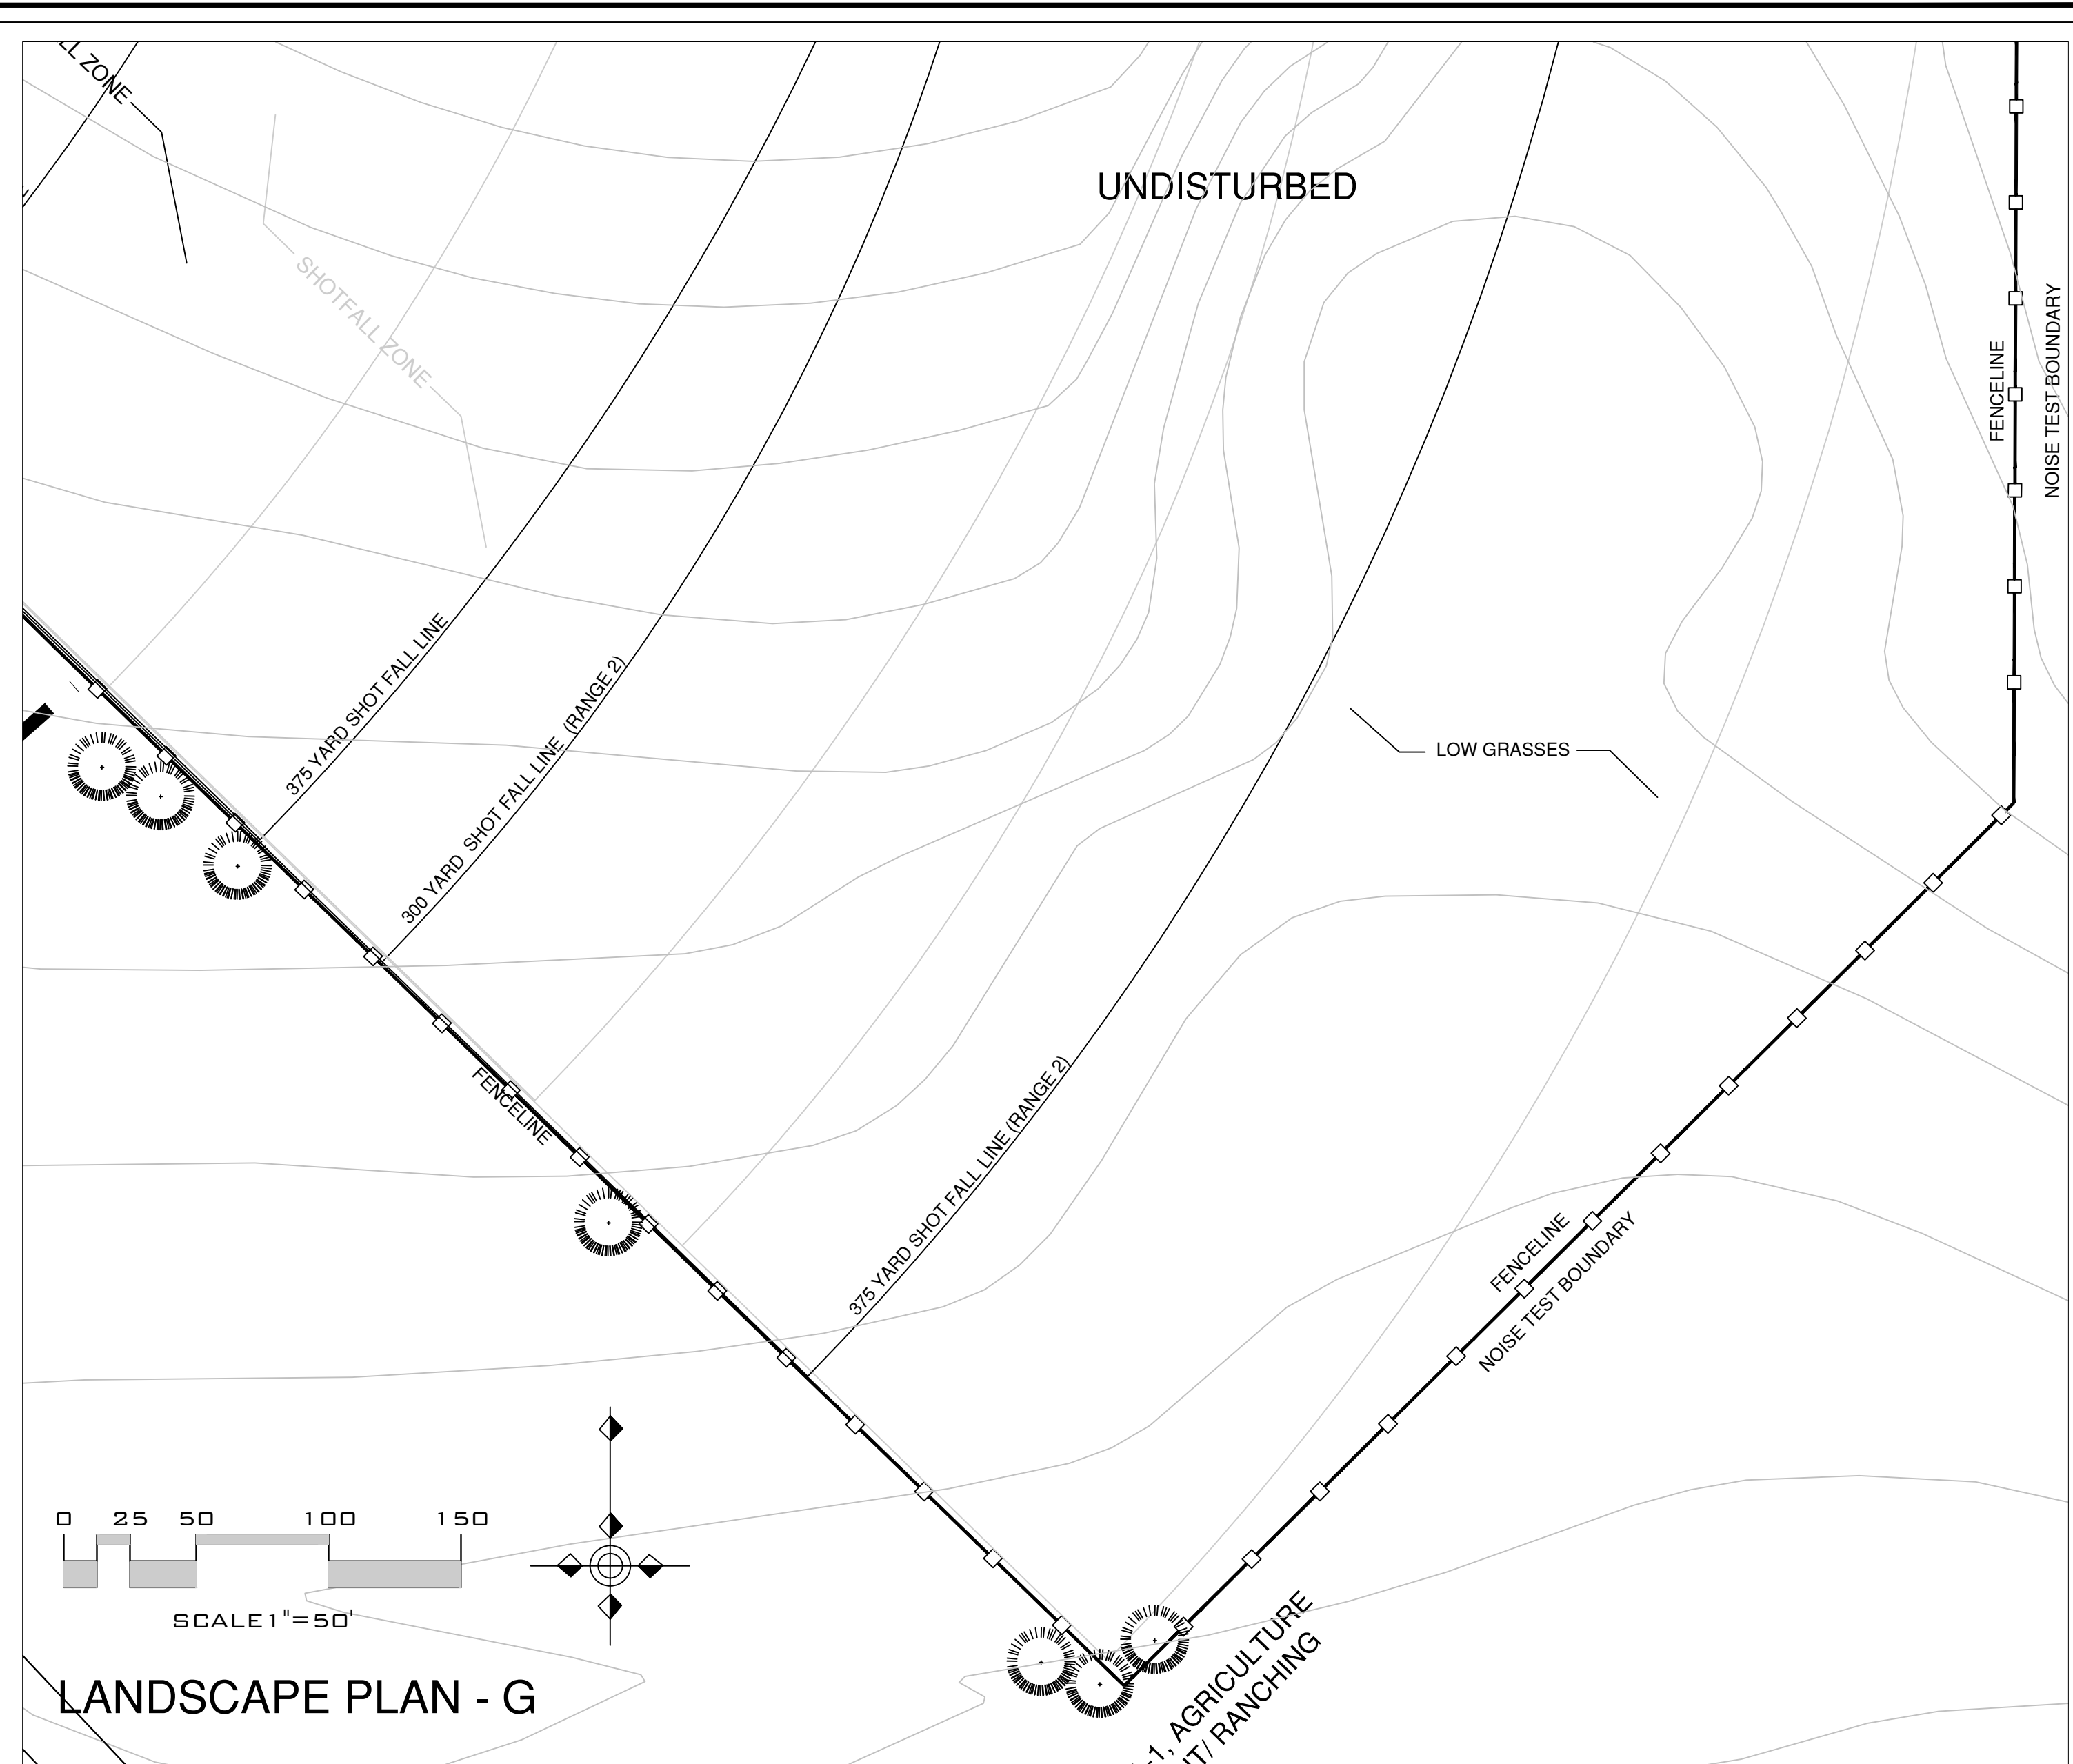 ZONE
UNDISTURBED
SHOTFALL ZONE
FENCELINE
NOISE TEST BOUNDARY
375 YARD SHOT FALL LINE
300 YARD SHOT FALL LINE (RANGE 2)
LOW GRASSES
FENCELINE
375 YARD SHOT FALL LINE (RANGE 2)
FENCELINE
NOISE TEST BOUNDARY
0 25 50 100 150
SCALE1"=50'
LANDSCAPE PLAN - G
-1, AGRICULTURE
RANCHING